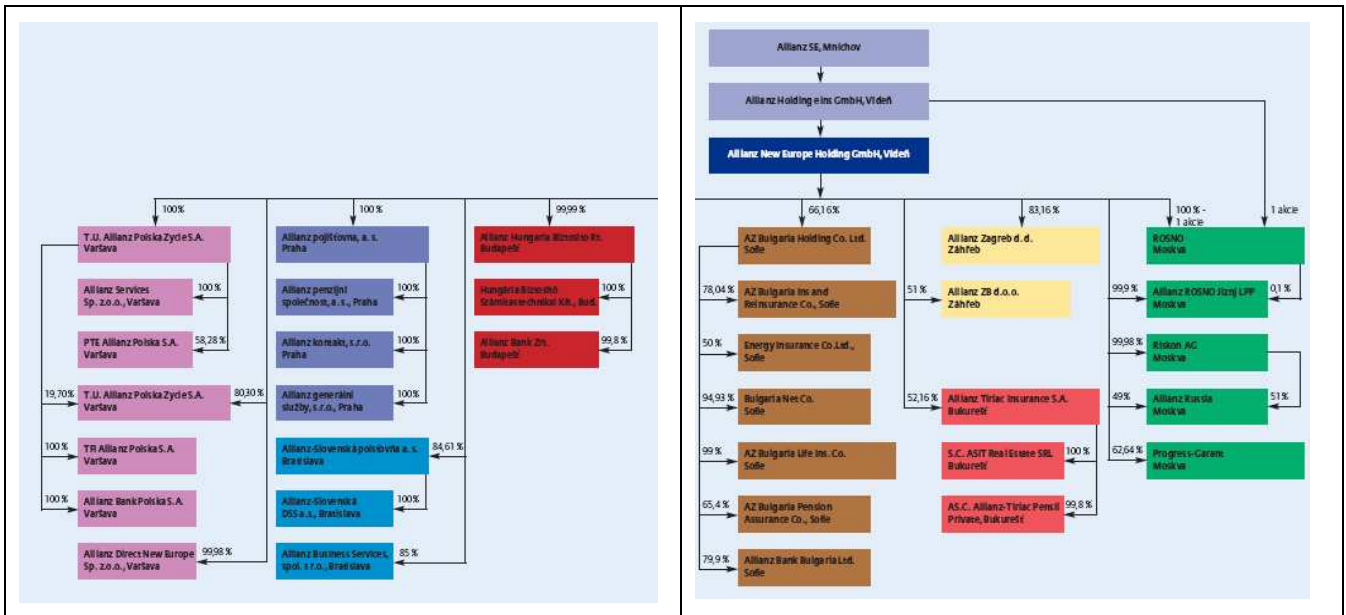 100%
100%
99,99%
T.U. Allianz Polska Zycie S.A.
Varšava
Allianz Services
Sp. z.o.o., Varšava
100%
PTE Allianz Polska S.A.
Varšava
58,28%
19,70%
T.U. Allianz Polska Zycie S.A.
Varšava
80,30%
100%
TFI Allianz Polska S.A.
Varšava
100%
Allianz Bank Polska S.A.
Varšava
Allianz Direct New Europe
Sp. z.o.o., Varšava
99,98%
Allianz pojišťovna, a. s.
Praha
Allianz penzijní
společnost, a. s., Praha
100%
Allianz kontakt, s.r.o.
Praha
100%
Allianz generální
služby, s.r.o., Praha
100%
Allianz-Slovenská
Bratislava
84,61%
Allianz-Slovenská
DSS a.s., Bratislava
100%
Allianz Business Services,
spol. s r.o., Bratislava
85%
Allianz Hungaria Biztosito Rt.
Budapešť
Hungária Biztosító
Számítástechnikai Kft., Bud.
100%
Allianz Bank Zrt.
Budapešť
99,8%
Allianz SE, Mnichov
Allianz Holding eins GmbH, Vídeň
Allianz New Europe Holding GmbH, Vídeň
66,16%
83,16%
100% -
1 akcie
1 akcie
AZ Bulgaria Holding Co. Ltd.
Sofie
78,04%
AZ Bulgaria Ins and
Reinsurance Co., Sofie
50%
Energy Insurance Co.Ltd.,
Sofie
94,93%
Bulgaria Net Co.
Sofie
99%
AZ Bulgaria Life Ins. Co.
Sofie
65,4%
AZ Bulgaria Pension
Assurance Co., Sofie
79,9%
Allianz Bank Bulgaria Ltd.
Sofie
Allianz Zagreb d. d.
Záhřeb
51%
Allianz ZB d.o.o.
Záhřeb
52,16%
Allianz Tiriac Insurance S.A.
Bukurešť
S.C. ASIT Real Estate SRL
Bukurešť
100%
AS.C. Allianz-Tiriac Pensii
Private, Bukurešť
99,8%
ROSNO
Moskva
99,9%
Allianz ROSNO Jiznj LPP
Moskva
0,1%
99,98%
Riskon AG
Moskva
49%
Allianz Russia
Moskva
51%
62,64%
Progress-Garant
Moskva